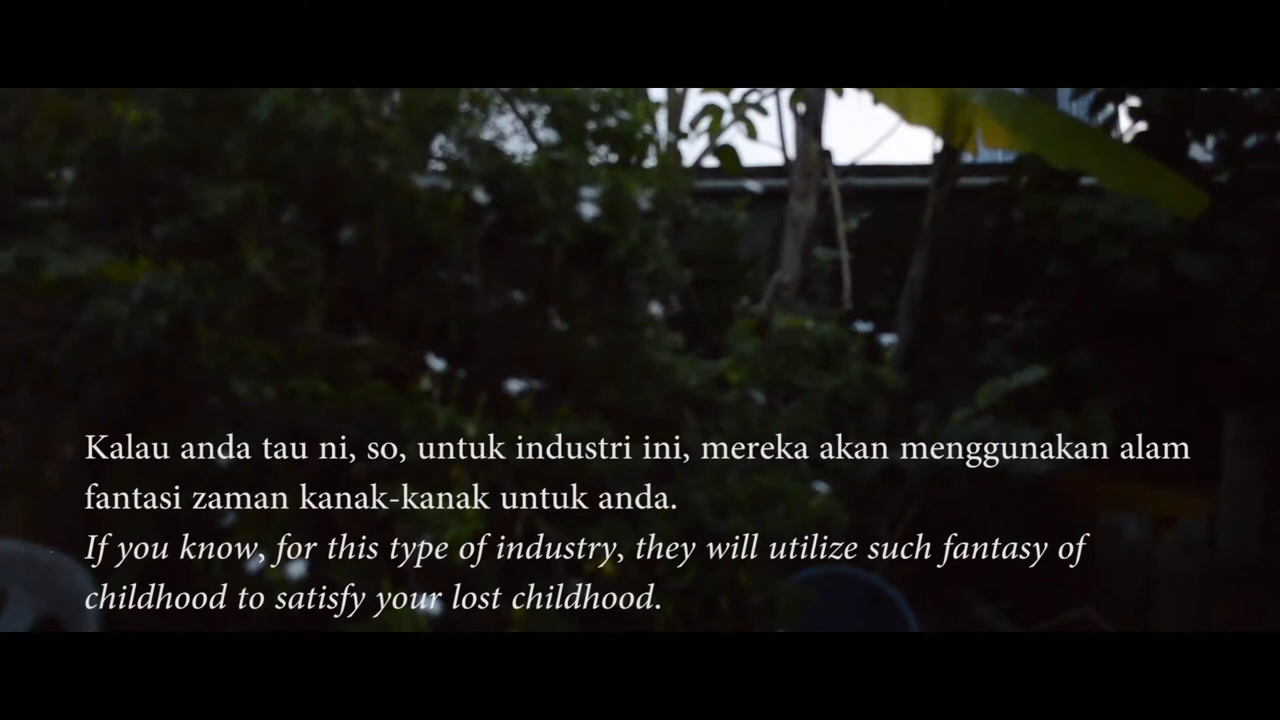 Kalau anda tau ni, so, untuk industri ini, mereka akan menggunakan alam
fantasi zaman kanak-kanak untuk anda.
If you know, for this type of industry, they will utilize such fantasy of
childhood to satisfy your lost childhood.